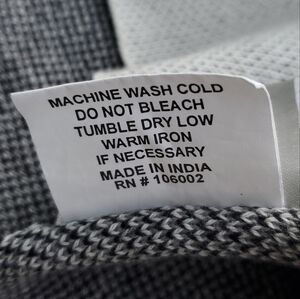 MACHINE WASH COLD
DO NOT BLEACH
TUMBLE DRY LOW
WARM IRON
IF NECESSARY
MADE IN INDIA
RN # 106002